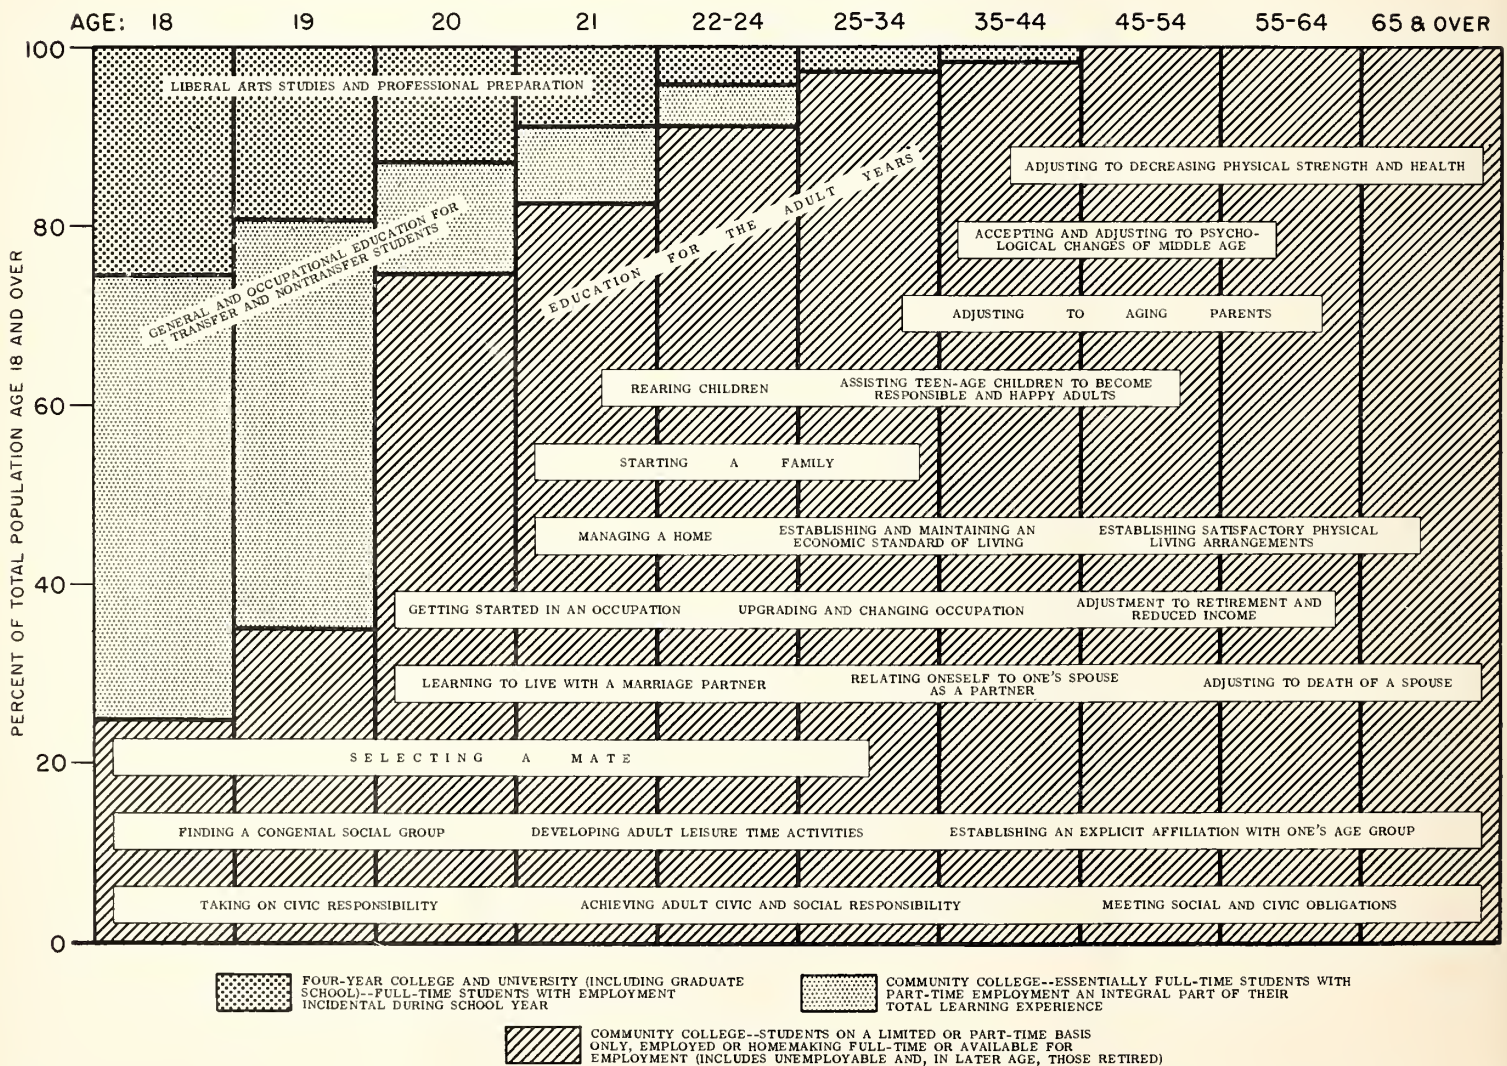 AGE: 18 19 20 21 22-24 25-34 35-44 45-54 55-64 65 & OVER
100
80
60
40
20
0
PERCENT OF TOTAL POPULATION AGE 18 AND OVER
LIBERAL ARTS STUDIES AND PROFESSIONAL PREPARATION
GENERAL AND OCCUPATIONAL EDUCATION FOR
TRANSFER AND NONTRANSFER STUDENTS
EDUCATION FOR THE ADULT YEARS
ADJUSTING TO DECREASING PHYSICAL STRENGTH AND HEALTH
ACCEPTING AND ADJUSTING TO PSYCHO-
LOGICAL CHANGES OF MIDDLE AGE
ADJUSTING TO AGING PARENTS
REARING CHILDREN
ASSISTING TEEN-AGE CHILDREN TO BECOME
RESPONSIBLE AND HAPPY ADULTS
STARTING A FAMILY
MANAGING A HOME
ESTABLISHING AND MAINTAINING AN
ECONOMIC STANDARD OF LIVING
ESTABLISHING SATISFACTORY PHYSICAL
LIVING ARRANGEMENTS
GETTING STARTED IN AN OCCUPATION
UPGRADING AND CHANGING OCCUPATION
ADJUSTMENT TO RETIREMENT AND
REDUCED INCOME
LEARNING TO LIVE WITH A MARRIAGE PARTNER
RELATING ONESELF TO ONE'S SPOUSE
AS A PARTNER
ADJUSTING TO DEATH OF A SPOUSE
SELECTING A MATE
FINDING A CONGENIAL SOCIAL GROUP
DEVELOPING ADULT LEISURE TIME ACTIVITIES
ESTABLISHING AN EXPLICIT AFFILIATION WITH ONE'S AGE GROUP
TAKING ON CIVIC RESPONSIBILITY
ACHIEVING ADULT CIVIC AND SOCIAL RESPONSIBILITY
MEETING SOCIAL AND CIVIC OBLIGATIONS
FOUR-YEAR COLLEGE AND UNIVERSITY (INCLUDING GRADUATE
SCHOOL)--FULL-TIME STUDENTS WITH EMPLOYMENT
INCIDENTAL DURING SCHOOL YEAR
COMMUNITY COLLEGE--ESSENTIALLY FULL-TIME STUDENTS WITH
PART-TIME EMPLOYMENT AN INTEGRAL PART OF THEIR
TOTAL LEARNING EXPERIENCE
COMMUNITY COLLEGE--STUDENTS ON A LIMITED OR PART-TIME BASIS
ONLY, EMPLOYED OR HOMEMAKING FULL-TIME OR AVAILABLE FOR
EMPLOYMENT (INCLUDES UNEMPLOYABLE AND, IN LATER AGE, THOSE RETIRED)